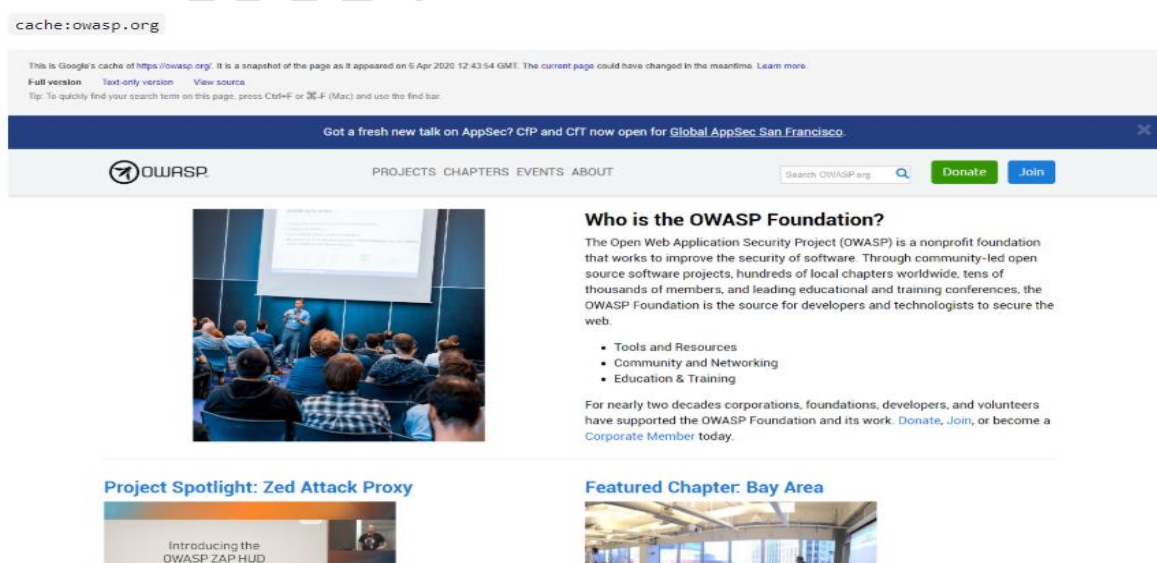 cache:owasp.org
This is Google's cache of https://owasp.org/. It is a snapshot of the page as it appeared on 6 Apr 2020 12:43:54 GMT. The current page could have changed in the meantime. Learn more.
Full version Text-only version View source
Tip: To quickly find your search term on this page, press Ctrl+F or ⌘-F (Mac) and use the find bar.
Got a fresh new talk on AppSec? CfP and CfT now open for Global AppSec San Francisco.
OWASP
PROJECTS CHAPTERS EVENTS ABOUT
Search OWASP.org
Donate
Join
Who is the OWASP Foundation?
The Open Web Application Security Project (OWASP) is a nonprofit foundation
that works to improve the security of software. Through community-led open
source software projects, hundreds of local chapters worldwide, tens of
thousands of members, and leading educational and training conferences, the
OWASP Foundation is the source for developers and technologists to secure the
web.
• Tools and Resources
• Community and Networking
• Education & Training
For nearly two decades corporations, foundations, developers, and volunteers
have supported the OWASP Foundation and its work. Donate, Join, or become a
Corporate Member today.
Project Spotlight: Zed Attack Proxy
Introducing the
OWASP ZAP HUD
Featured Chapter: Bay Area